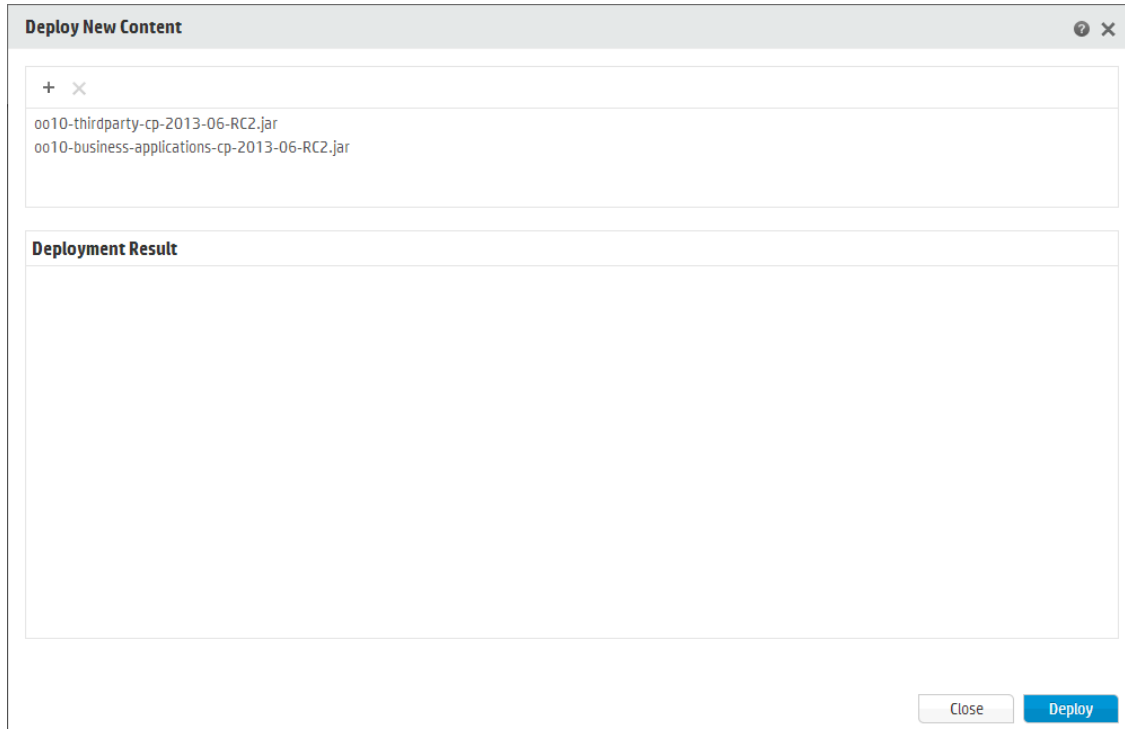 Deploy New Content
oo10-thirdparty-cp-2013-06-RC2.jar
oo10-business-applications-cp-2013-06-RC2.jar
Deployment Result
Close Deploy